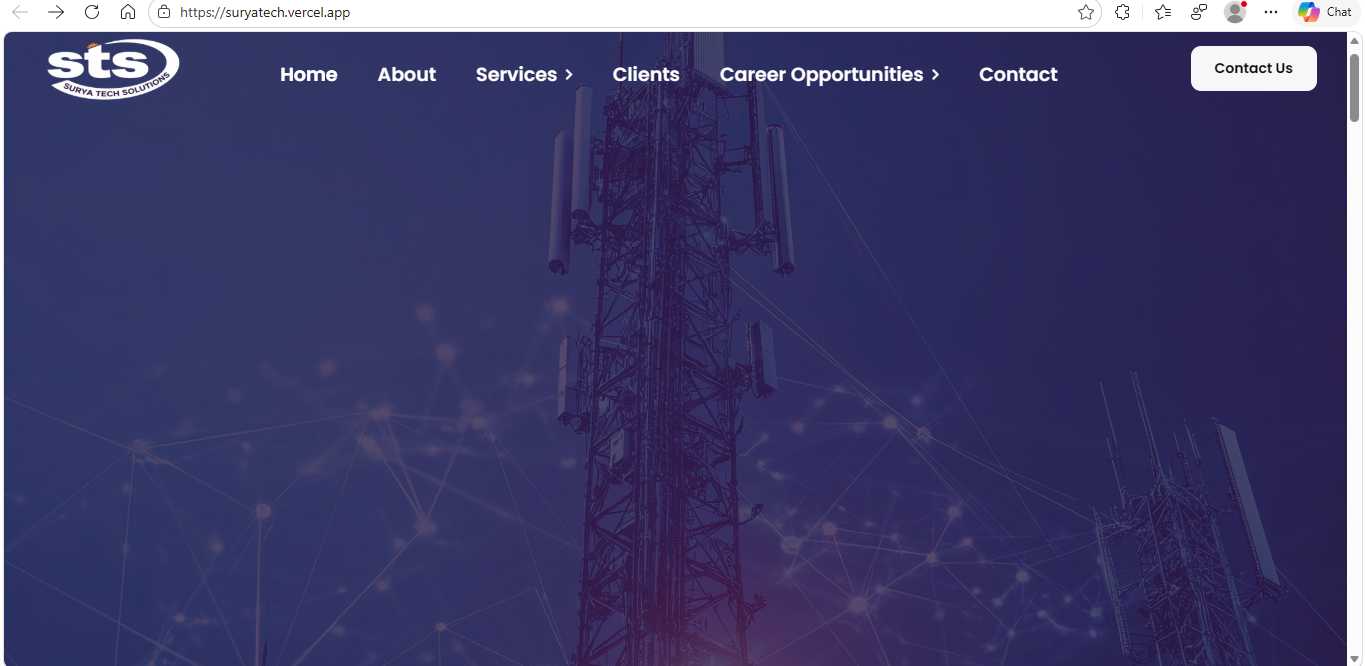 https://suryatech.vercel.app
Chat
sts
SURYA TECH SOLUTIONS
Home
About
Services
Clients
Career Opportunities
Contact
Contact Us